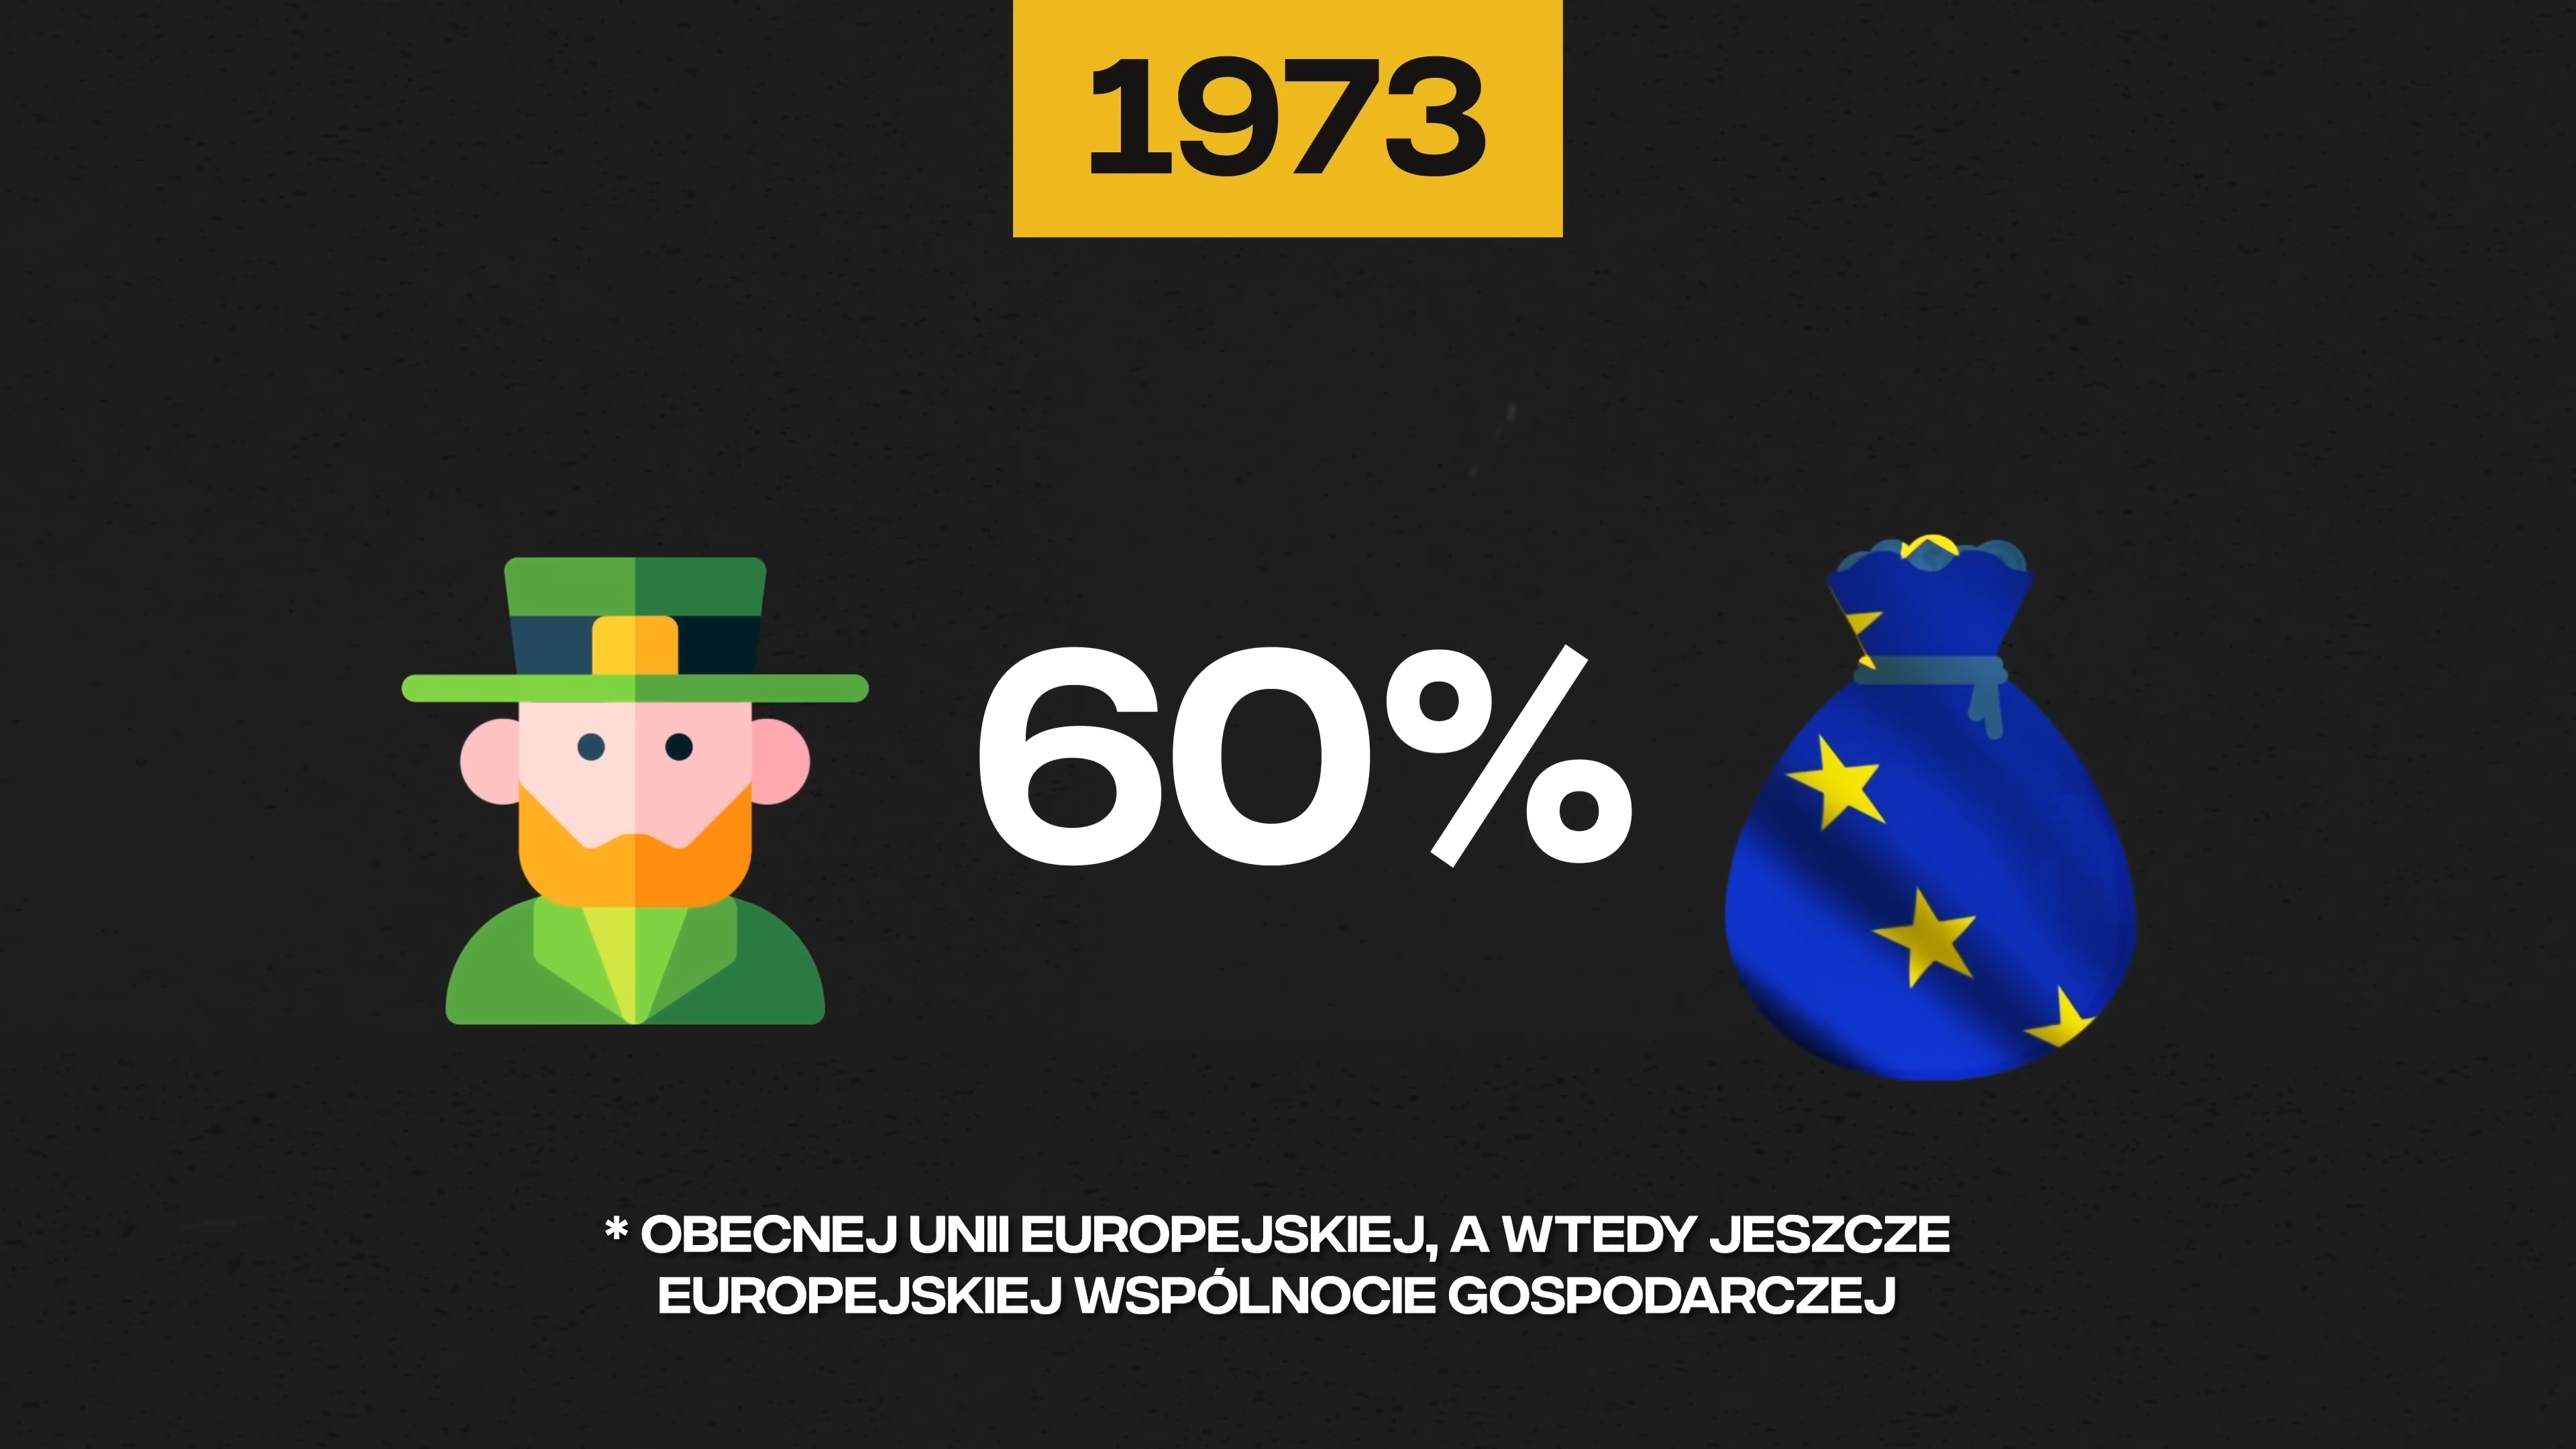 1973
60%
* OBECNEJ UNII EUROPEJSKIEJ, A WTEDY JESZCZE
EUROPEJSKIEJ WSPÓLNOCIE GOSPODARCZEJ